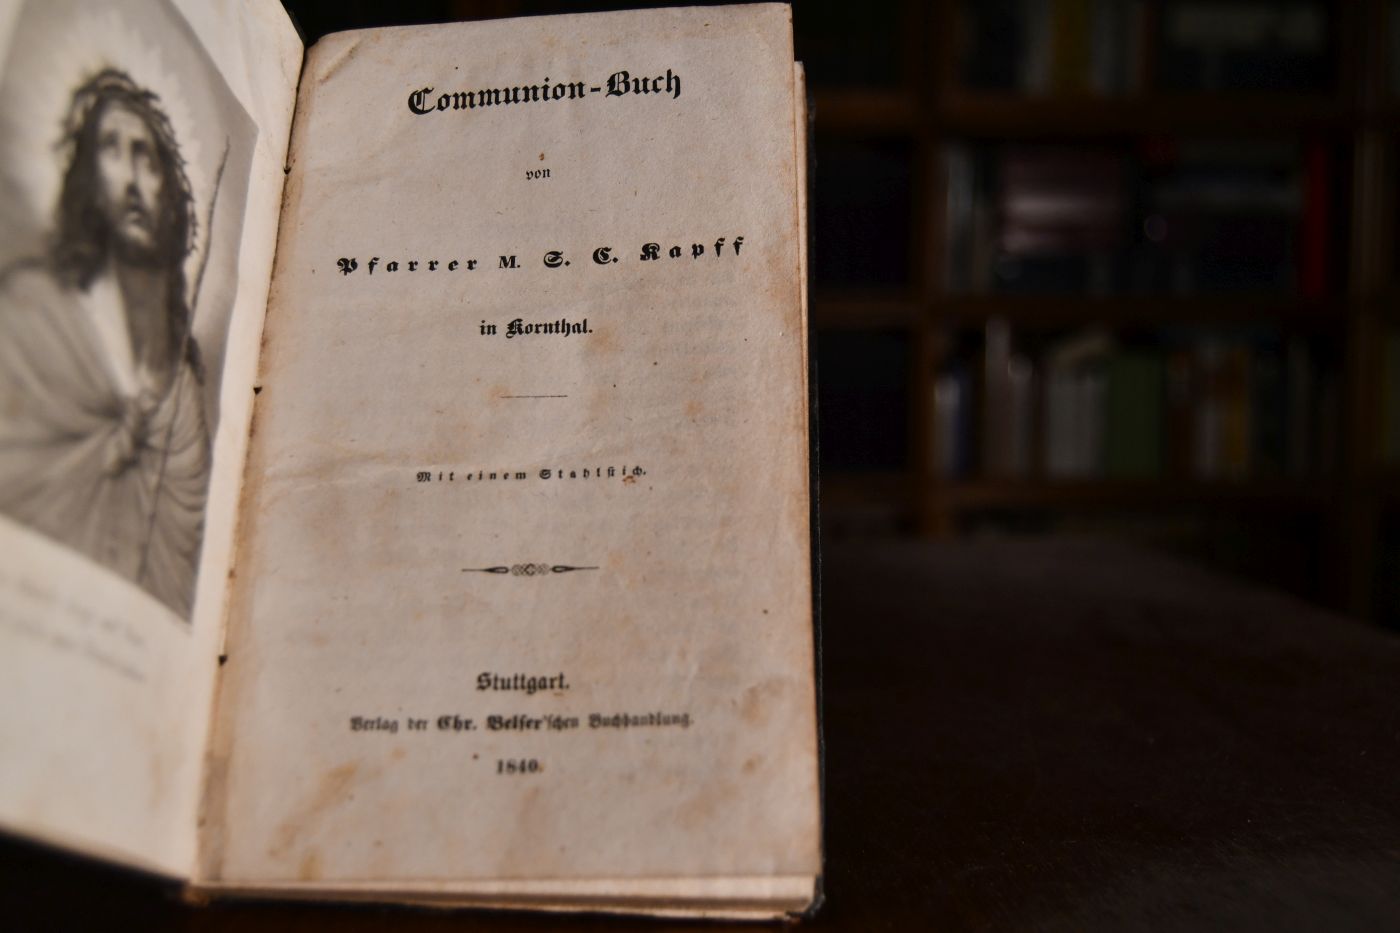 Communion-Buch
von
Pfarrer M. S. C. Kapff
in Kornthal.
Mit einem Stahlstich.
Stuttgart.
Verlag der Chr. Belser'schen Buchhandlung.
1840.